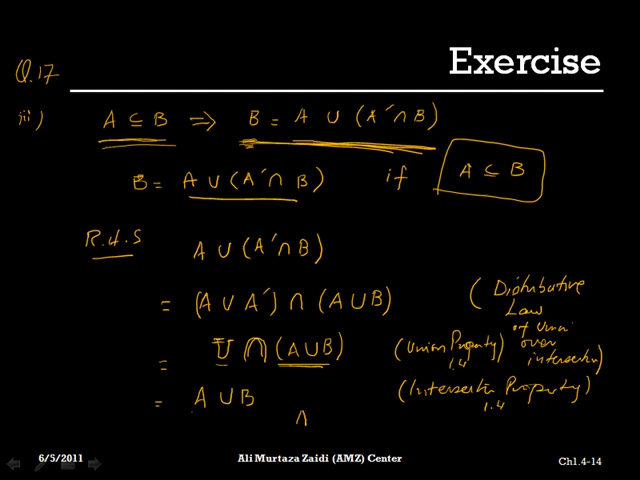 Exercise
Q.17
iii) A ⊆ B ⇒ B = A ∪ (A′ ∩ B)
B = A ∪ (A′ ∩ B) if A ⊆ B
R.H.S A ∪ (A′ ∩ B)
= (A ∪ A′) ∩ (A ∪ B) (Distributive Law of Union over intersection)
= U ∩ (A ∪ B) (Union Property) 1.4
= A ∪ B (Intersection Property) 1.4
6/5/2011 Ali Murtaza Zaidi (AMZ) Center Ch1.4-14